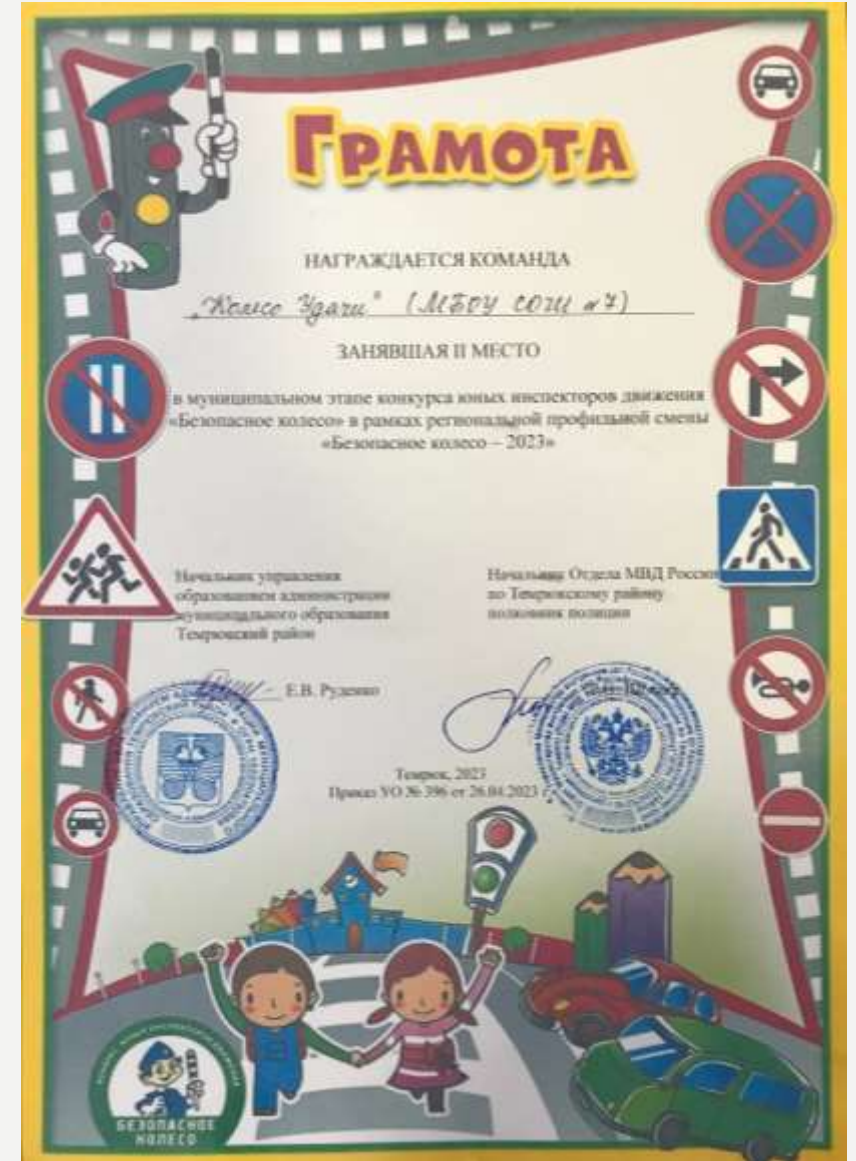 ГРАМОТА
НАГРАЖДАЕТСЯ КОМАНДА
„Колесо Удачи" (МБОУ СОШ №7)
ЗАНЯВШАЯ II МЕСТО
в муниципальном этапе конкурса юных инспекторов движения
«Безопасное колесо» в рамках региональной профильной смены
«Безопасное колесо – 2023»
Начальник управления
образованием администрации
муниципального образования
Темрюкский район
Е.В. Руденко
Начальник Отдела МВД России
по Темрюкскому району
полковник полиции
Темрюк, 2023
Приказ УО № 396 от 26.04.2023 г.
БЕЗОПАСНОЕ
КОЛЕСО